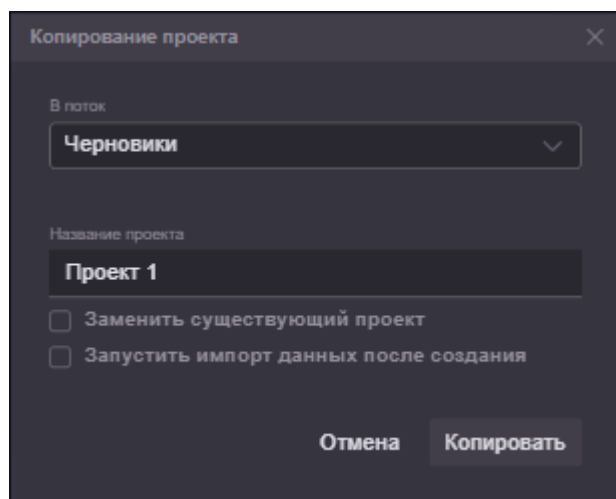 Копирование проекта
В поток
Черновики
Название проекта
Проект 1
Заменить существующий проект
Запустить импорт данных после создания
Отмена Копировать